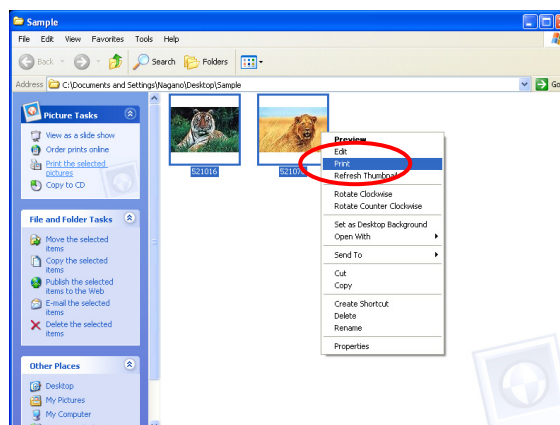 Sample
File Edit View Favorites Tools Help
Back Search Folders
Address C:\Documents and Settings\Nagano\Desktop\Sample Go
Picture Tasks
View as a slide show
Order prints online
Print the selected
pictures
Copy to CD
File and Folder Tasks
Move the selected
items
Copy the selected
items
Publish the selected
items to the Web
E-mail the selected
items
Delete the selected
items
Other Places
Desktop
My Pictures
My Computer
521016
Preview
Edit
Print
Refresh Thumbnail
Rotate Clockwise
Rotate Counter Clockwise
Set as Desktop Background
Open With
Send To
Cut
Copy
Create Shortcut
Delete
Rename
Properties